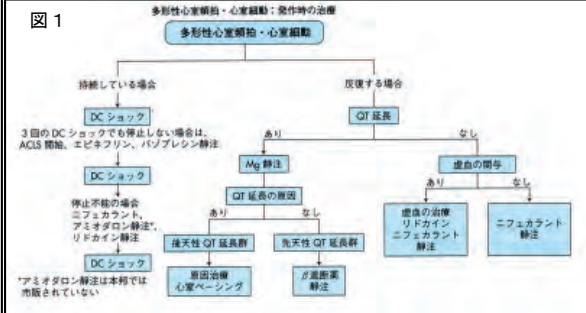 図1
多形性心室頻拍・心室細動：発作時の治療
多形性心室頻拍・心室細動
持続している場合
反復する場合
DC ショック
QT 延長
3回の DC ショックでも停止しない場合は、
ACLS 開始、エピネフリン、バソプレシン静注
あり
なし
DC ショック
Mg 静注
虚血の関与
QT 延長の原因
あり
なし
停止不能の場合
ニフェカラント、
アミオダロン静注*、
リドカイン静注
あり
なし
虚血の治療
リドカイン
ニフェカラント
静注
ニフェカラント
静注
後天性 QT 延長群
先天性 QT 延長群
DC ショック
原因治療
心室ペーシング
β遮断薬
静注
*アミオダロン静注は本邦では
市販されていない